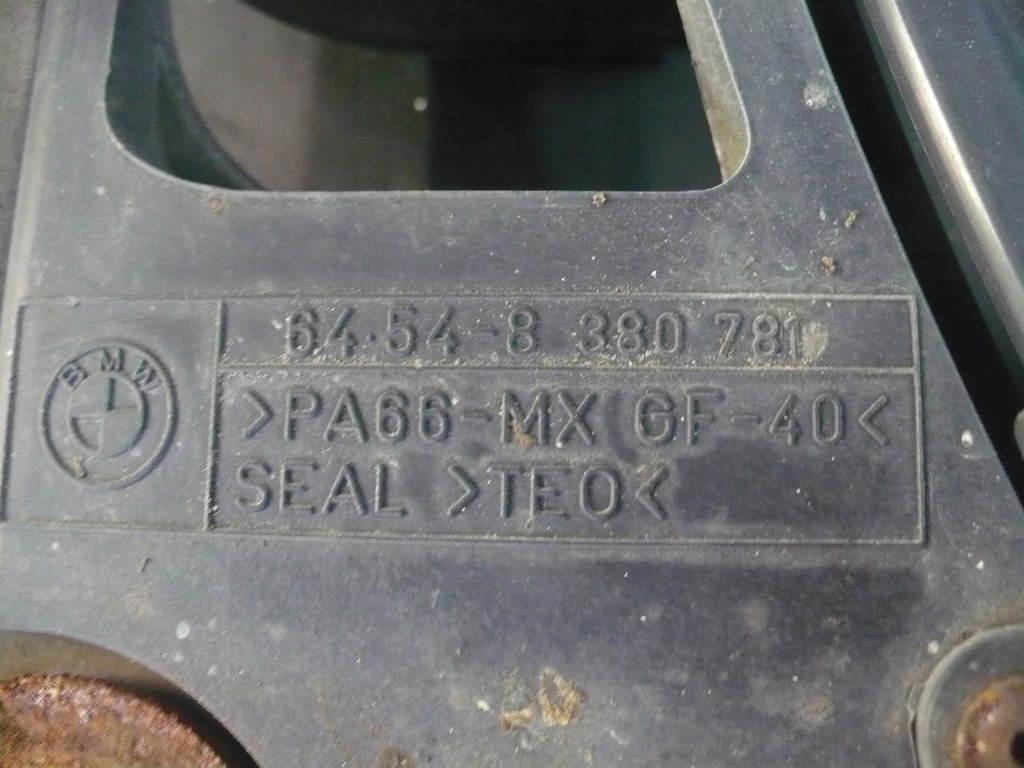 BMW
64·54-8 380 781
>PA66-MX GF-40<
SEAL >TEO<